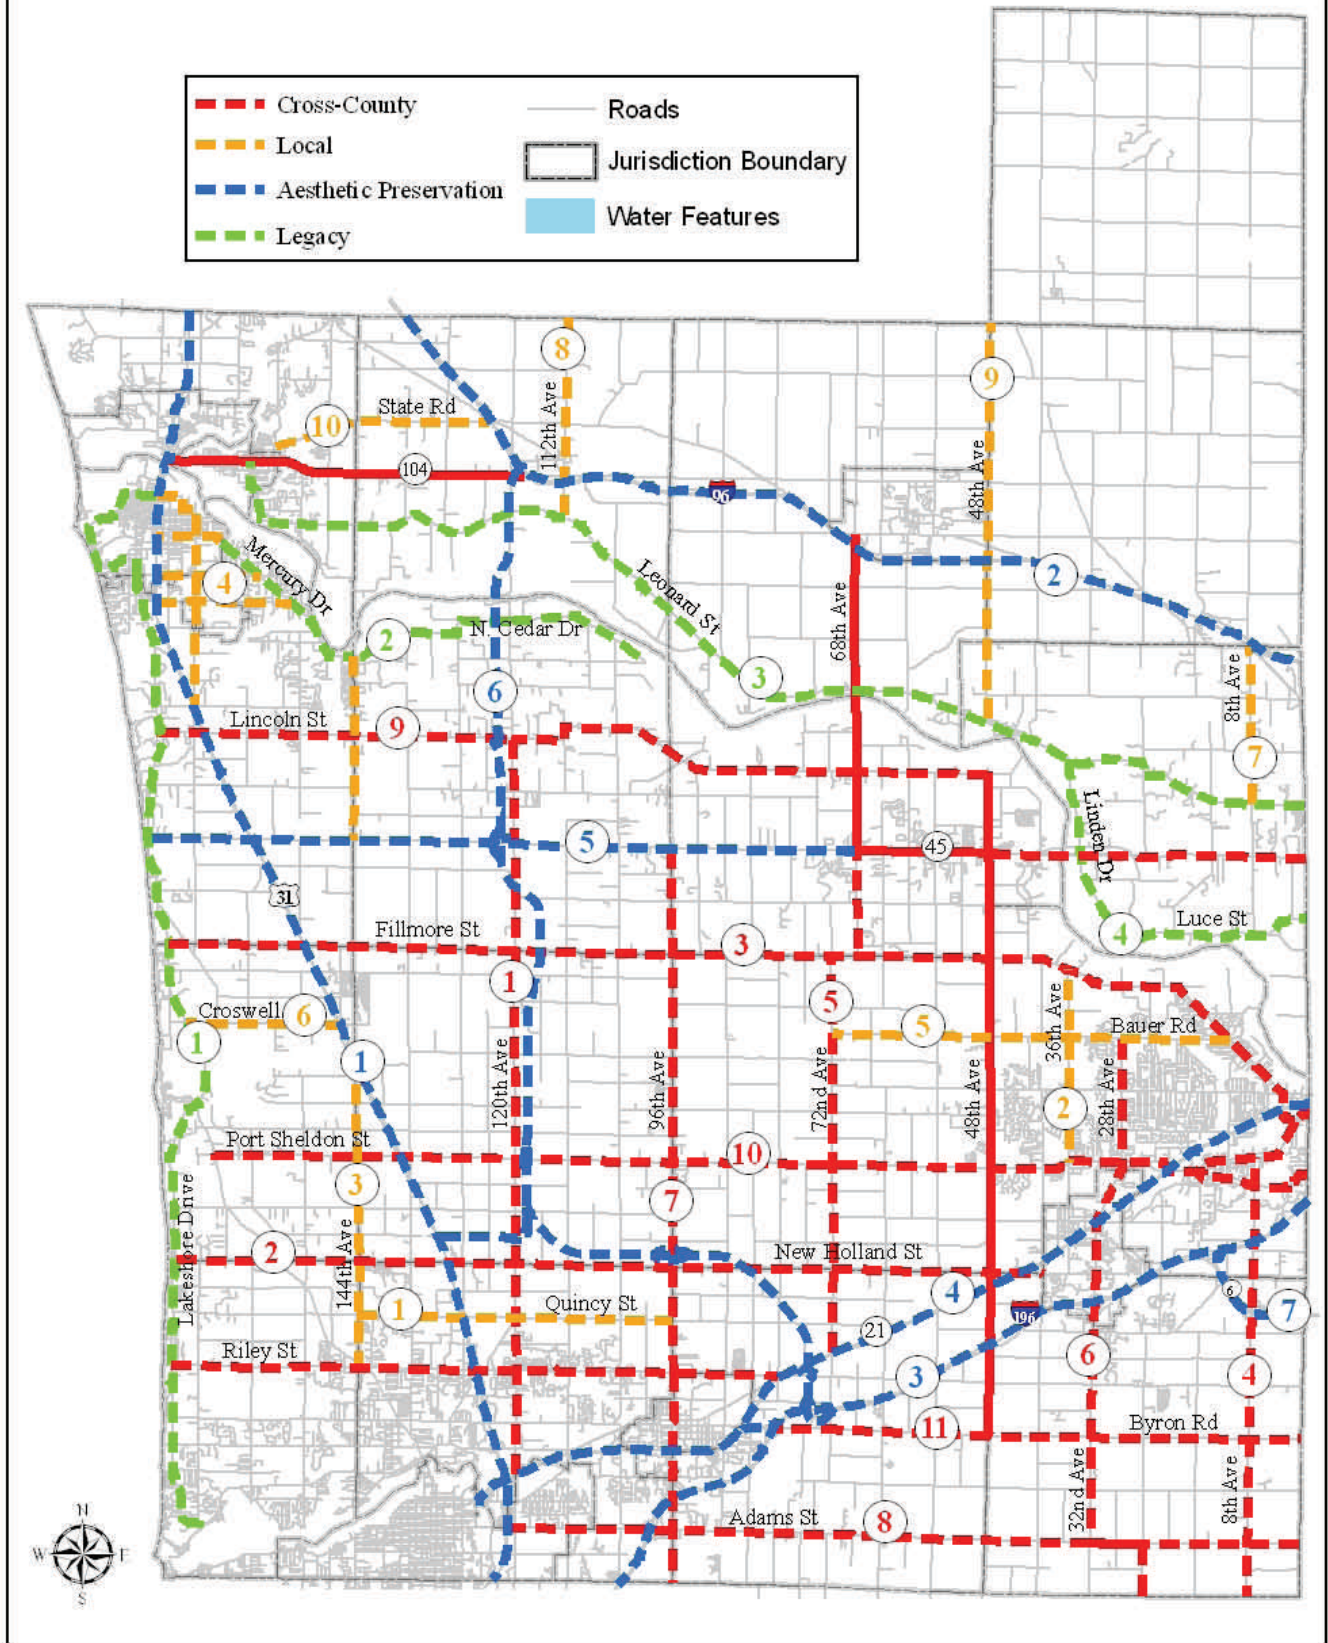 Cross-County
Local
Aesthetic Preservation
Legacy
Roads
Jurisdiction Boundary
Water Features
8
112th Ave
9
48th Ave
State Rd
10
104
96
2
Mercury Dr
4
Leonard St
68th Ave
2
N. Cedar Dr
3
6
8th Ave
7
Lincoln St
9
Linden Dr
5
45
31
Fillmore St
3
Luce St
4
1
5
Croswell
6
1
5
36th Ave
Bauer Rd
1
120th Ave
96th Ave
72nd Ave
48th Ave
2
28th Ave
Port Sheldon St
10
3
7
Lakeshore Drive
144th Ave
2
New Holland St
4
6
7
1
Quincy St
21
196
Riley St
3
6
4
11
Byron Rd
32nd Ave
8th Ave
Adams St
8
N
W
E
S